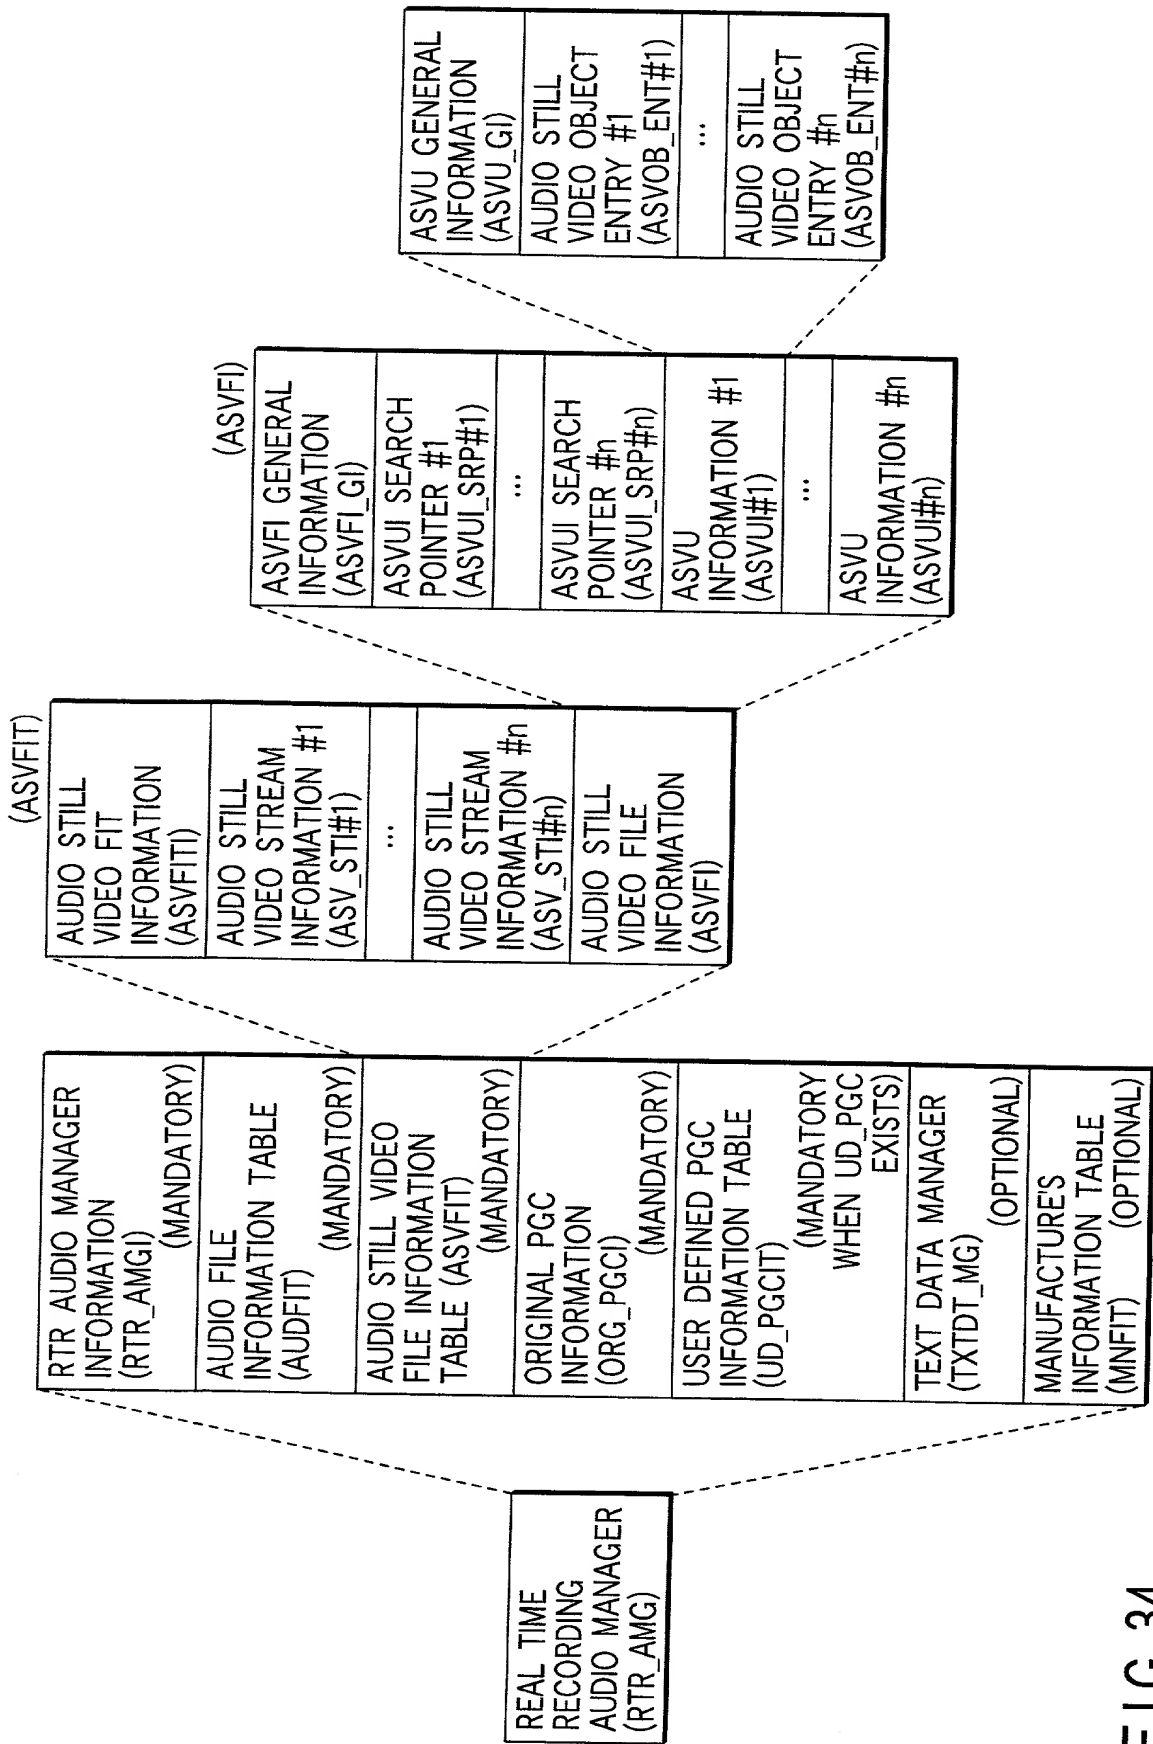 REAL TIME
RECORDING
AUDIO MANAGER
(RTR_AMG)
RTR AUDIO MANAGER
INFORMATION
(RTR_AMGI)
(MANDATORY)
AUDIO FILE
INFORMATION TABLE
(AUDFIT)
(MANDATORY)
AUDIO STILL VIDEO
FILE INFORMATION
TABLE (ASVFIT)
(MANDATORY)
ORIGINAL PGC
INFORMATION
(ORG_PGCI)
(MANDATORY)
USER DEFINED PGC
INFORMATION TABLE
(UD_PGCIT)
(MANDATORY
WHEN UD_PGC
EXISTS)
TEXT DATA MANAGER
(TXTDT_MG)
(OPTIONAL)
MANUFACTURE'S
INFORMATION TABLE
(MNFIT) (OPTIONAL)
(ASVFIT)
AUDIO STILL
VIDEO FIT
INFORMATION
(ASVFITI)
AUDIO STILL
VIDEO STREAM
INFORMATION #1
(ASV_STI#1)
...
AUDIO STILL
VIDEO STREAM
INFORMATION #n
(ASV_STI#n)
AUDIO STILL
VIDEO FILE
INFORMATION
(ASVFI)
(ASVFI)
ASVFI GENERAL
INFORMATION
(ASVFI_GI)
ASVUI SEARCH
POINTER #1
(ASVUI_SRP#1)
...
ASVUI SEARCH
POINTER #n
(ASVUI_SRP#n)
ASVU
INFORMATION #1
(ASVUI#1)
...
ASVU
INFORMATION #n
(ASVUI#n)
ASVU GENERAL
INFORMATION
(ASVU_GI)
AUDIO STILL
VIDEO OBJECT
ENTRY #1
(ASVOB_ENT#1)
...
AUDIO STILL
VIDEO OBJECT
ENTRY #n
(ASVOB_ENT#n)
FIG. 34